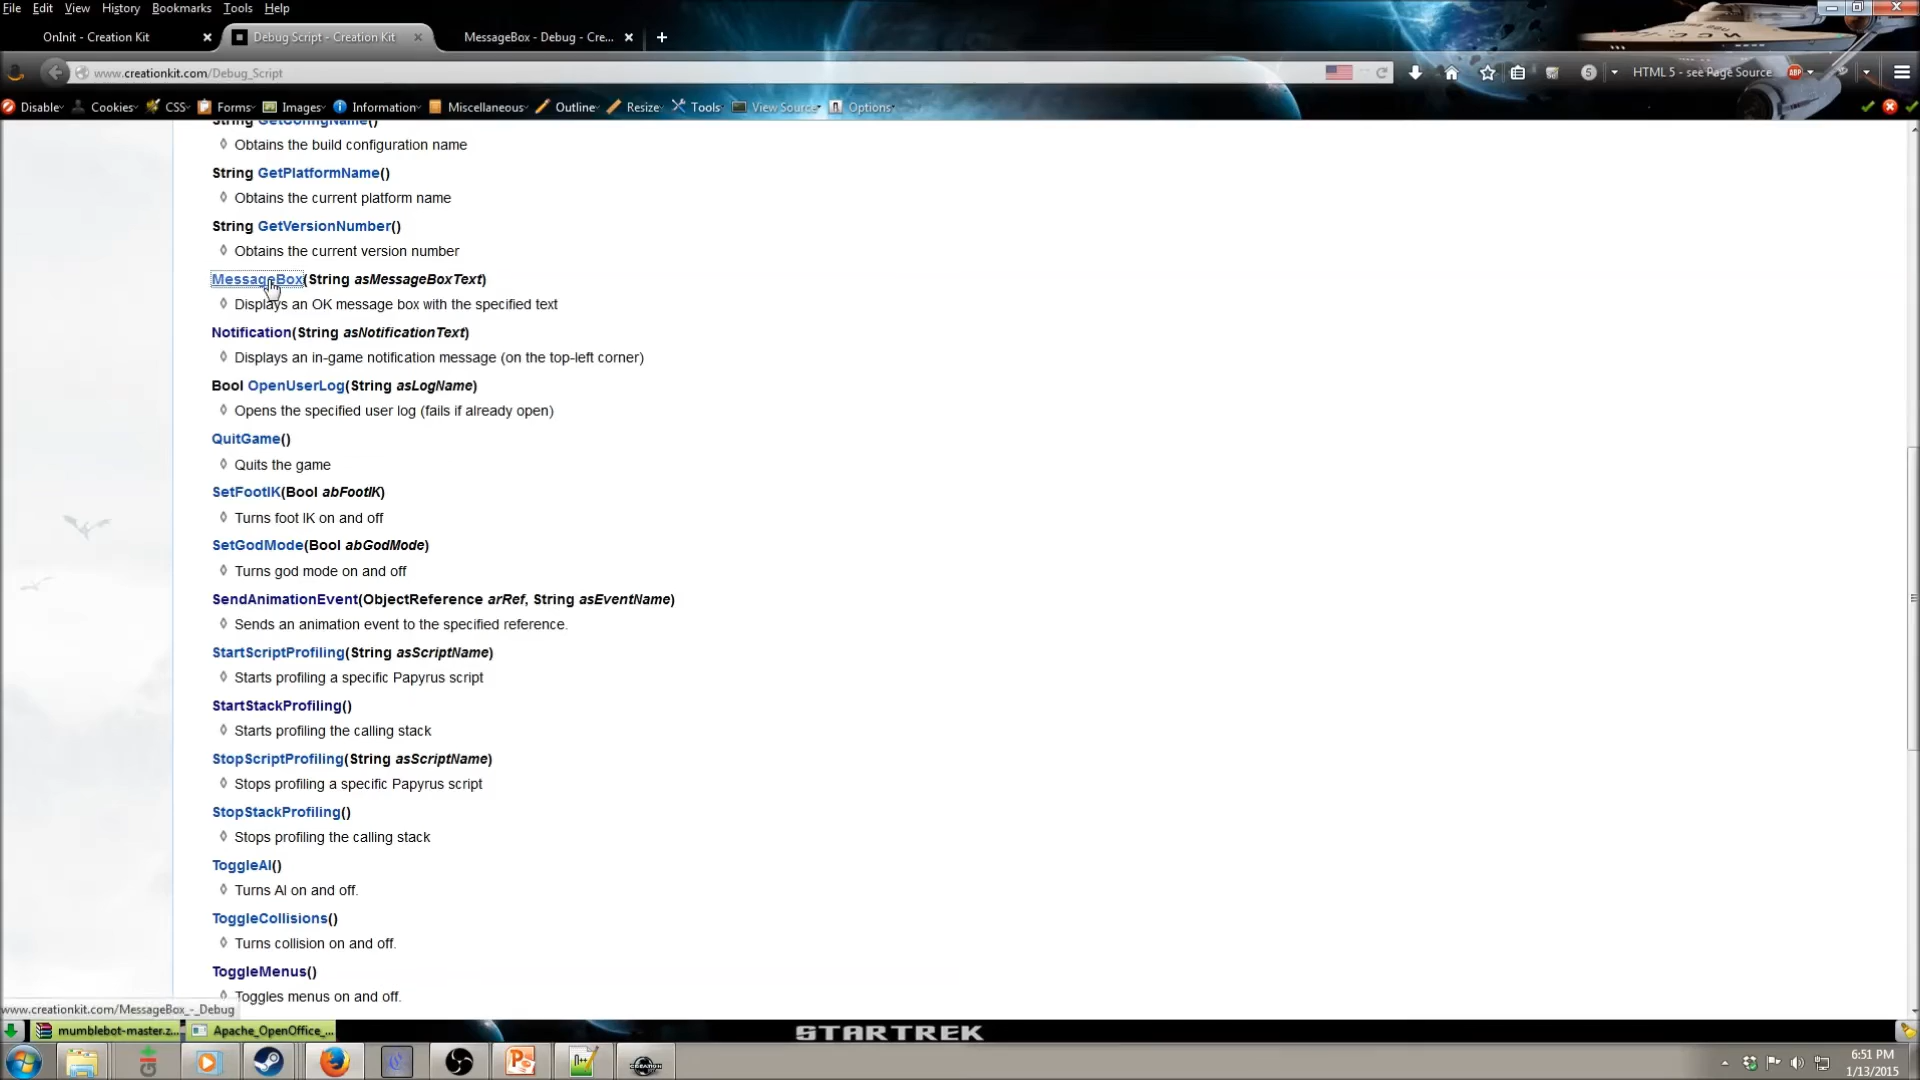 File Edit View History Bookmarks Tools Help
OnInit - Creation Kit × Debug Script - Creation Kit × MessageBox - Debug - Cre... × +
www.creationkit.com/Debug_Script 5 HTML 5 - see Page Source ABP
Disable Cookies CSS Forms Images Information Miscellaneous Outline Resize Tools View Source Options
String GetConfigName()
Obtains the build configuration name
String GetPlatformName()
Obtains the current platform name
String GetVersionNumber()
Obtains the current version number
MessageBox(String asMessageBoxText)
Displays an OK message box with the specified text
Notification(String asNotificationText)
Displays an in-game notification message (on the top-left corner)
Bool OpenUserLog(String asLogName)
Opens the specified user log (fails if already open)
QuitGame()
Quits the game
SetFootIK(Bool abFootIK)
Turns foot IK on and off
SetGodMode(Bool abGodMode)
Turns god mode on and off
SendAnimationEvent(ObjectReference arRef, String asEventName)
Sends an animation event to the specified reference.
StartScriptProfiling(String asScriptName)
Starts profiling a specific Papyrus script
StartStackProfiling()
Starts profiling the calling stack
StopScriptProfiling(String asScriptName)
Stops profiling a specific Papyrus script
StopStackProfiling()
Stops profiling the calling stack
ToggleAI()
Turns AI on and off.
ToggleCollisions()
Turns collision on and off.
ToggleMenus()
Toggles menus on and off.
www.creationkit.com/MessageBox_-_Debug
mumblebot-master.z... Apache_OpenOffice_... STARTREK
6:51 PM
1/13/2015